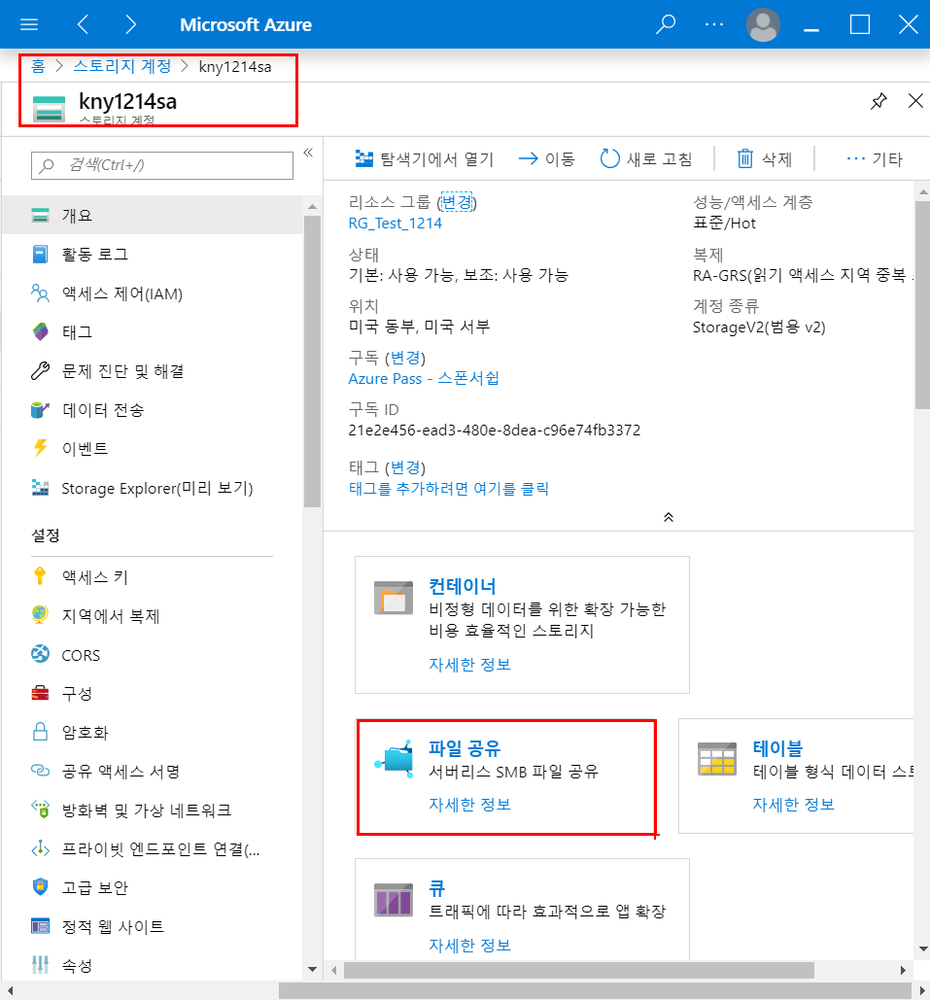 Microsoft Azure
홈 > 스토리지 계정 > kny1214sa
kny1214sa
스토리지 계정
검색(Ctrl+/)
개요
활동 로그
액세스 제어(IAM)
태그
문제 진단 및 해결
데이터 전송
이벤트
Storage Explorer(미리 보기)
설정
액세스 키
지역에서 복제
CORS
구성
암호화
공유 액세스 서명
방화벽 및 가상 네트워크
프라이빗 엔드포인트 연결(...
고급 보안
정적 웹 사이트
속성
탐색기에서 열기
이동
새로 고침
삭제
기타
리소스 그룹 (변경)
RG_Test_1214
상태
기본: 사용 가능, 보조: 사용 가능
위치
미국 동부, 미국 서부
구독 (변경)
Azure Pass - 스폰서쉽
구독 ID
21e2e456-ead3-480e-8dea-c96e74fb3372
태그 (변경)
태그를 추가하려면 여기를 클릭
성능/액세스 계층
표준/Hot
복제
RA-GRS(읽기 액세스 지역 중복
계정 종류
StorageV2(범용 v2)
컨테이너
비정형 데이터를 위한 확장 가능한
비용 효율적인 스토리지
자세한 정보
파일 공유
서버리스 SMB 파일 공유
자세한 정보
테이블
테이블 형식 데이터
자세한 정보
큐
트래픽에 따라 효과적으로 앱 확장
자세한 정보